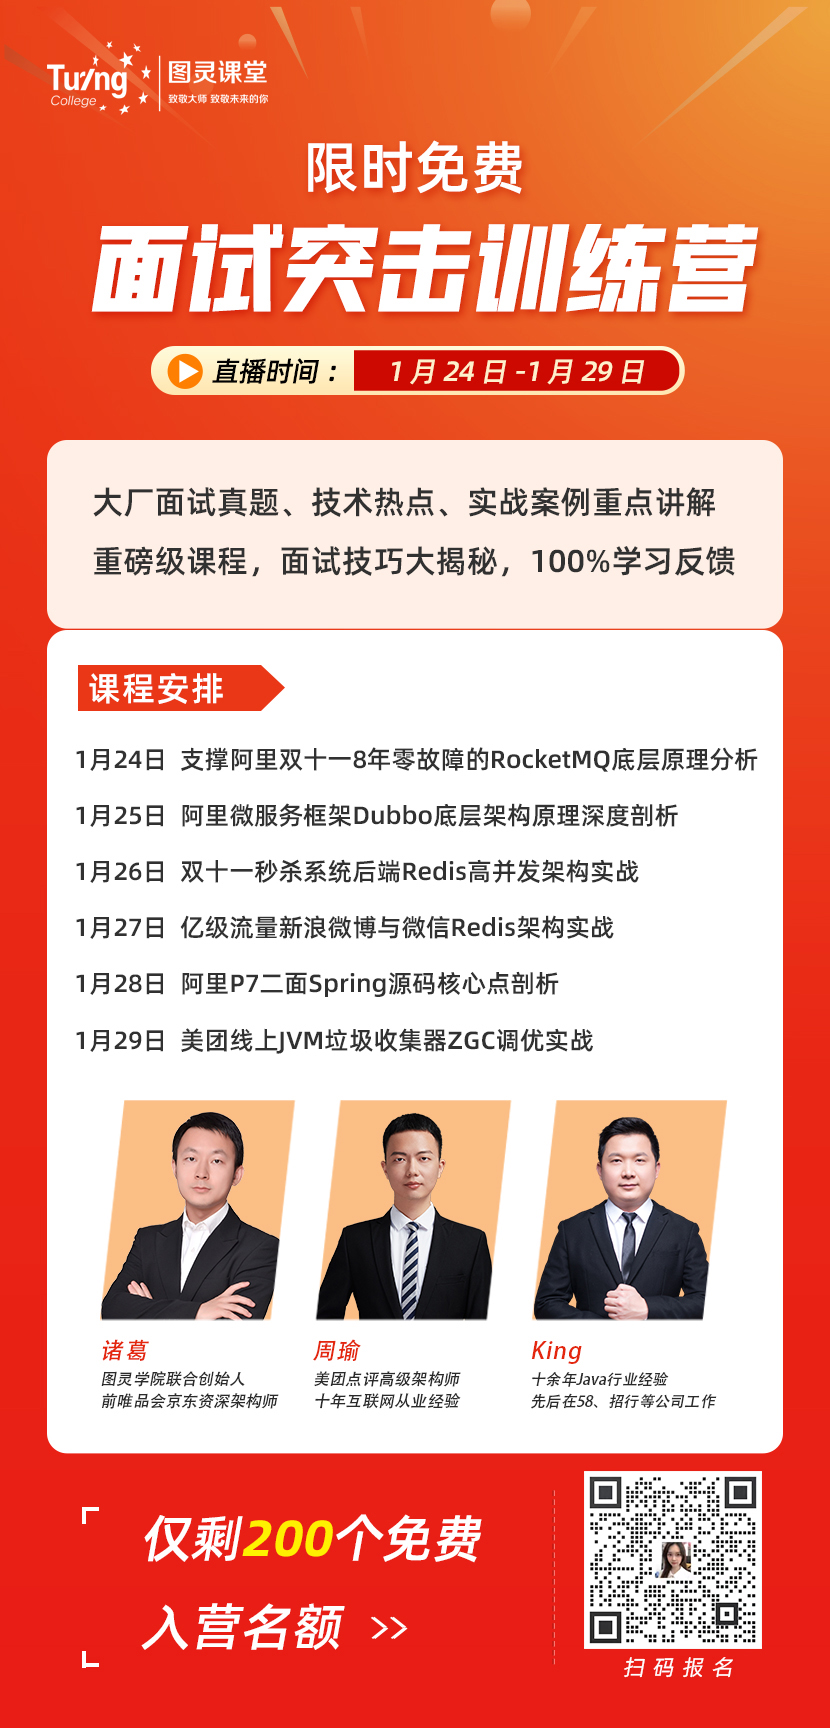 Turing
College
图灵课堂
致敬大师 致敬未来的你
限时免费
面试突击训练营
直播时间：
1月24日-1月29日
大厂面试真题、技术热点、实战案例重点讲解
重磅级课程，面试技巧大揭秘，100%学习反馈
课程安排
1月24日 支撑阿里双十一8年零故障的RocketMQ底层原理分析
1月25日 阿里微服务框架Dubbo底层架构原理深度剖析
1月26日 双十一秒杀系统后端Redis高并发架构实战
1月27日 亿级流量新浪微博与微信Redis架构实战
1月28日 阿里P7二面Spring源码核心点剖析
1月29日 美团线上JVM垃圾收集器ZGC调优实战
诸葛
图灵学院联合创始人
前唯品会京东资深架构师
周瑜
美团点评高级架构师
十年互联网从业经验
King
十余年Java行业经验
先后在58、招行等公司工作
仅剩200个免费
入营名额 >>
扫码报名